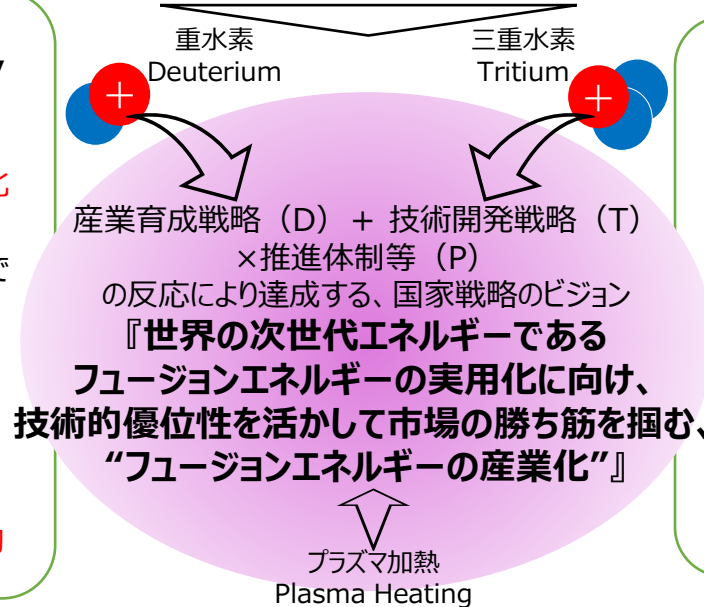 重水素
Deuterium
三重水素
Tritium
+
+
産業育成戦略（D）+ 技術開発戦略（T）
×推進体制等（P）
の反応により達成する、国家戦略のビジョン
『世界の次世代エネルギーである
フュージョンエネルギーの実用化に向け、
技術的優位性を活かして市場の勝ち筋を掴む、
“フュージョンエネルギーの産業化”』
プラズマ加熱
Plasma Heating